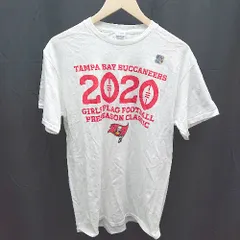 TAMPA BAY BUCCANEERS
2020
GIRLS FLAG FOOTBALL
PRESEASON CLASSIC